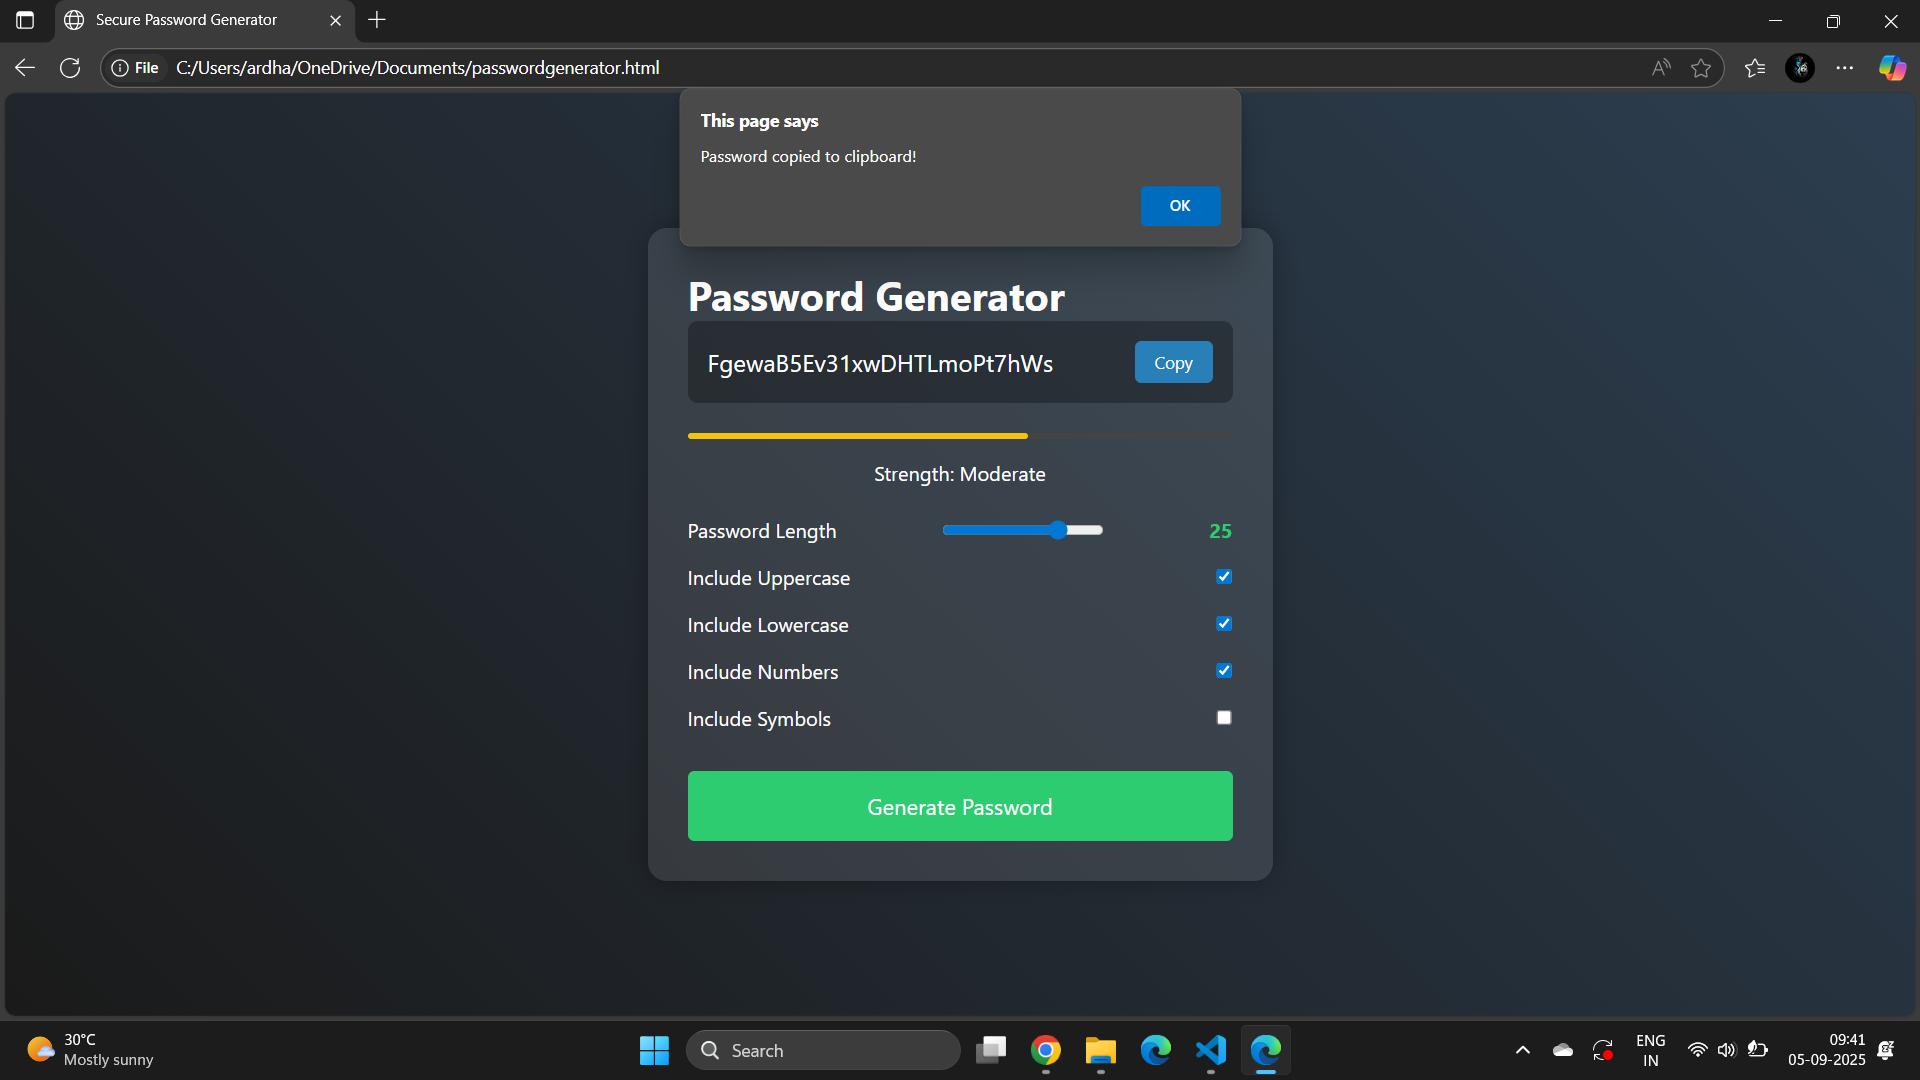 Secure Password Generator
File
C:/Users/ardha/OneDrive/Documents/passwordgenerator.html
This page says
Password copied to clipboard!
OK
Password Generator
FgewaB5Ev31xwDHTLmoPt7hWs
Copy
Strength: Moderate
Password Length
25
Include Uppercase
Include Lowercase
Include Numbers
Include Symbols
Generate Password
30°C
Mostly sunny
Search
ENG
IN
09:41
05-09-2025